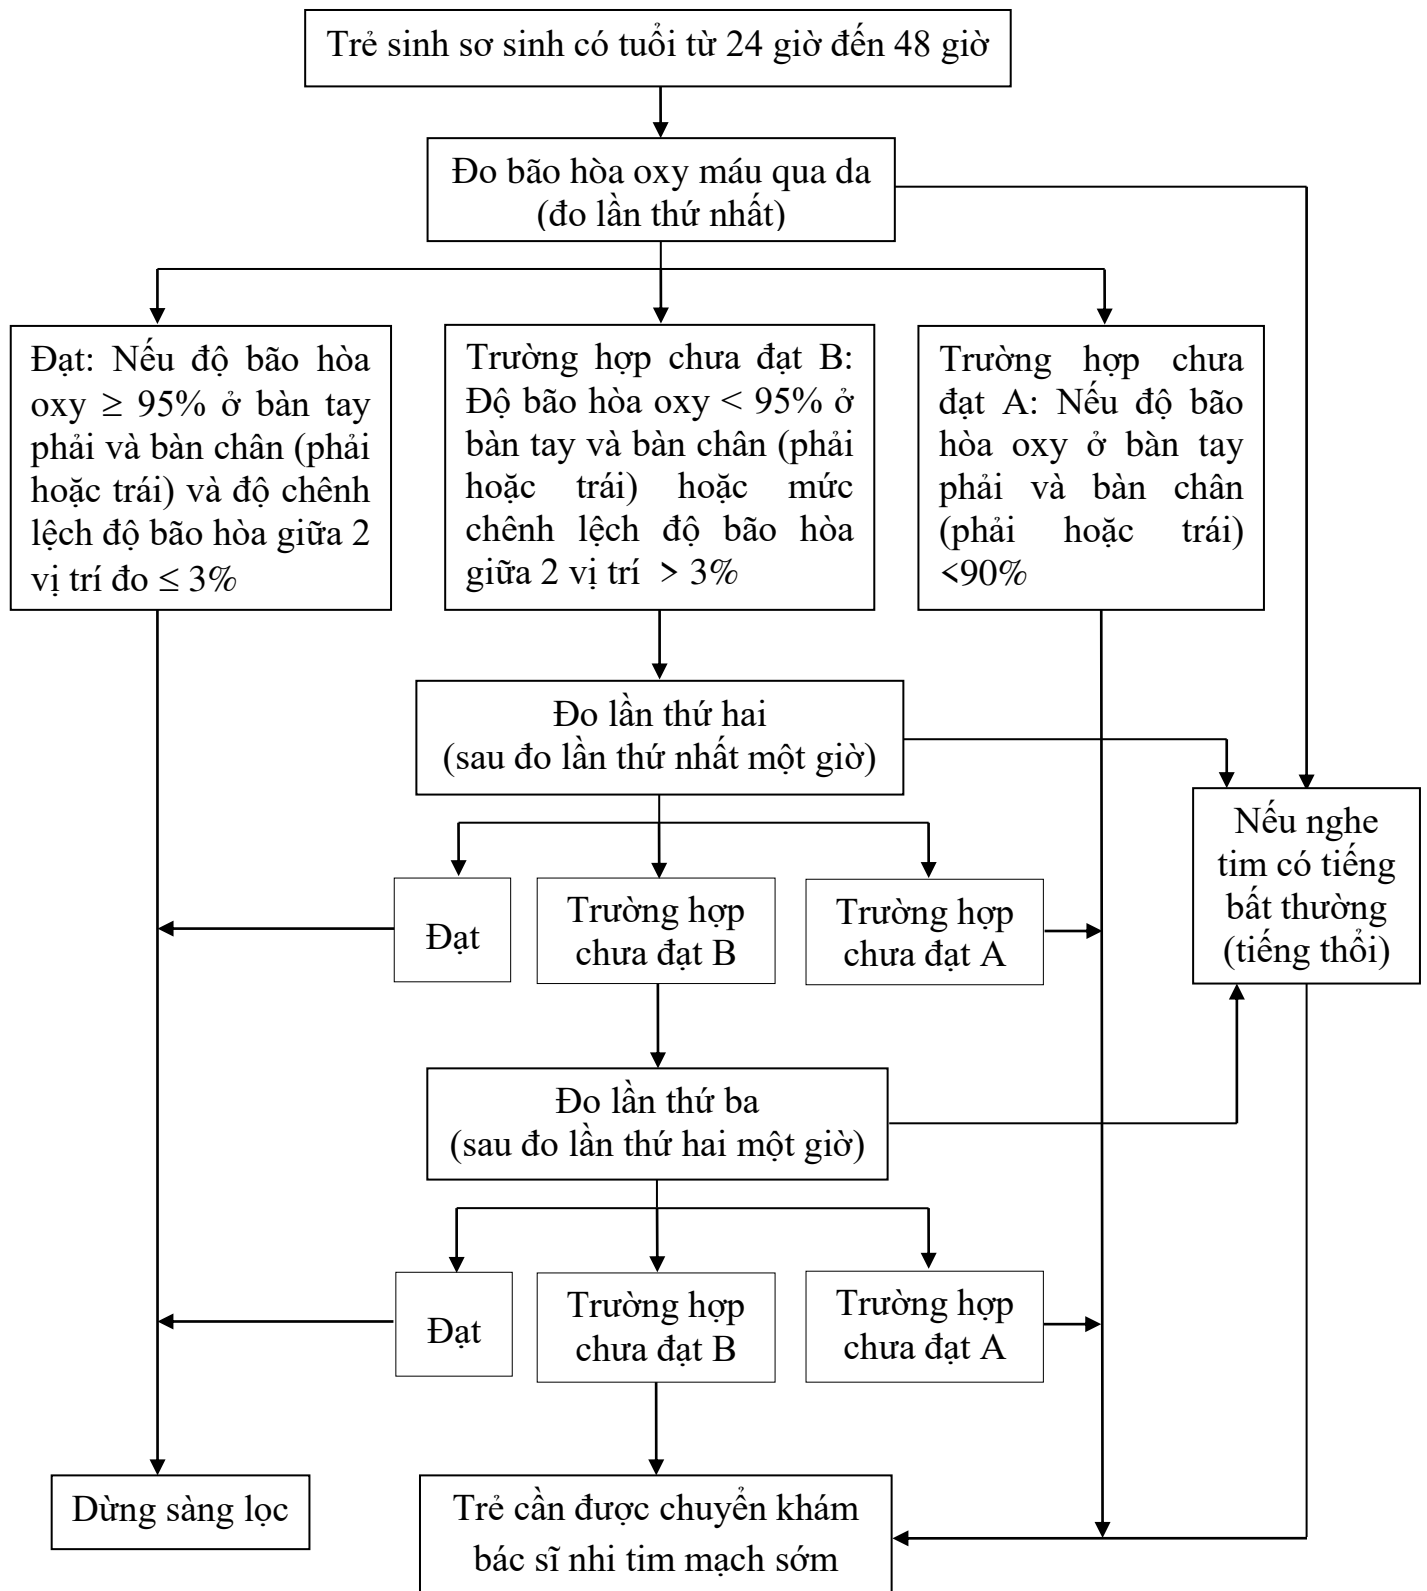 Trẻ sinh sơ sinh có tuổi từ 24 giờ đến 48 giờ
Đo bão hòa oxy máu qua da
(đo lần thứ nhất)
Đạt: Nếu độ bão hòa
oxy ≥ 95% ở bàn tay
phải và bàn chân (phải
hoặc trái) và độ chênh
lệch độ bão hòa giữa 2
vị trí đo ≤ 3%
Trường hợp chưa đạt B:
Độ bão hòa oxy < 95% ở
bàn tay và bàn chân (phải
hoặc trái) hoặc mức
chênh lệch độ bão hòa
giữa 2 vị trí > 3%
Trường hợp chưa
đạt A: Nếu độ bão
hòa oxy ở bàn tay
phải và bàn chân
(phải hoặc trái)
<90%
Đo lần thứ hai
(sau đo lần thứ nhất một giờ)
Nếu nghe
tim có tiếng
bất thường
(tiếng thổi)
Đạt
Trường hợp
chưa đạt B
Trường hợp
chưa đạt A
Đo lần thứ ba
(sau đo lần thứ hai một giờ)
Đạt
Trường hợp
chưa đạt B
Trường hợp
chưa đạt A
Dừng sàng lọc
Trẻ cần được chuyển khám
bác sĩ nhi tim mạch sớm